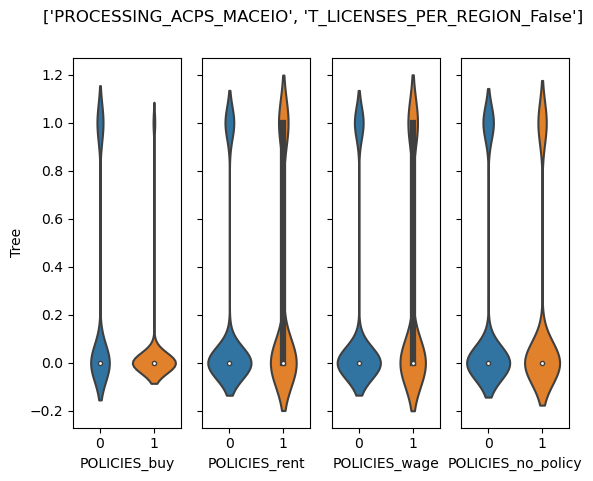 ['PROCESSING_ACPS_MACEIO', 'T_LICENSES_PER_REGION_False']
1.2
1.0
0.8
0.6
0.4
0.2
0.0
−0.2
Tree
0 1
POLICIES_buy
0 1
POLICIES_rent
0 1
POLICIES_wage
0 1
POLICIES_no_policy